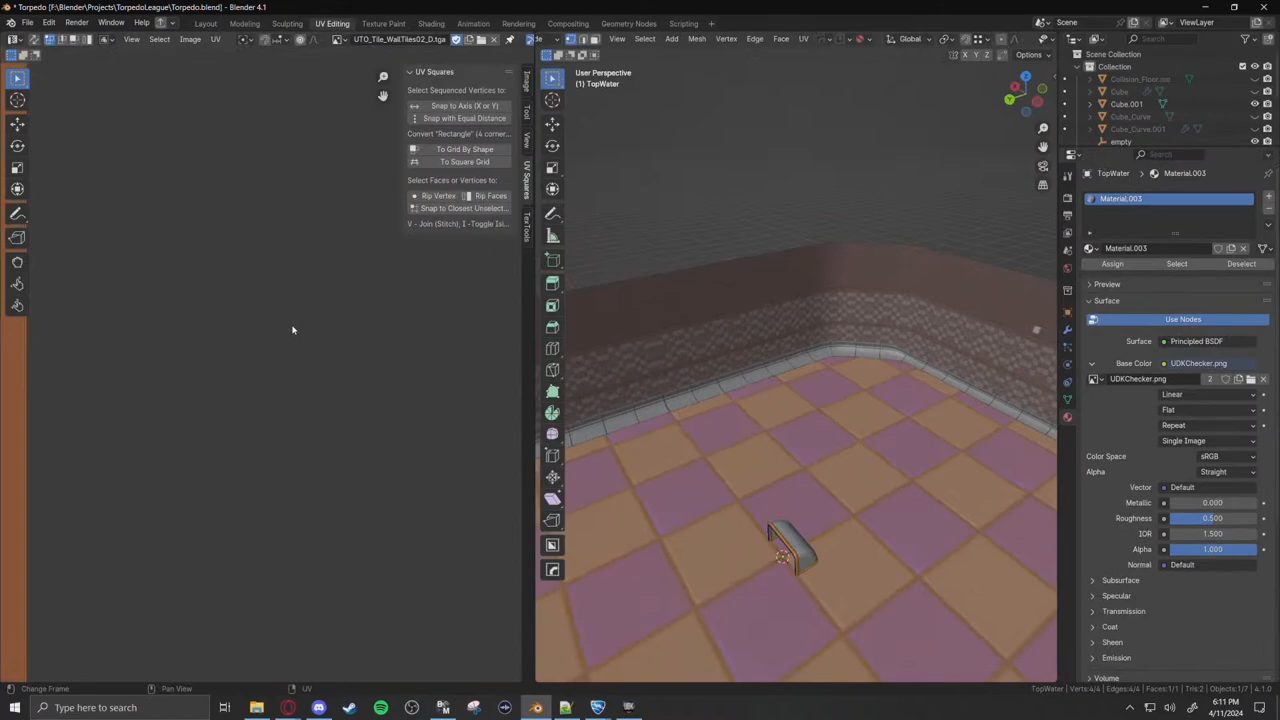 * Torpedo [F:\Blender\Projects\TorpedoLeague\Torpedo.blend] - Blender 4.1
File Edit Render Window Help
Layout Modeling Sculpting UV Editing Texture Paint Shading Animation Rendering Compositing Geometry Nodes Scripting
Scene ViewLayer
View Select Image UV UTO_Tile_WallTiles02_D.tga
View Select Add Mesh Vertex Edge Face UV Global
Search
X Y Z Options
Scene Collection
Collection
Cube
Cube.001
Cube_Curve
Cube_Curve.001
empty
UV Squares
Select Sequenced Vertices to:
Snap to Axis (X or Y)
Snap with Equal Distance
Convert "Rectangle" (4 corner...
To Grid By Shape
To Square Grid
Select Faces or Vertices to:
Rip Vertex Rip Faces
Snap to Closest Unselect...
V - Join (Stitch), I -Toggle Isl...
Image
Tool
View
UV Squares
TexTools
User Perspective
(1) TopWater
X
Y
Z
Search
TopWater Material.003
Material.003
Material.003
Assign Select Deselect
Preview
Surface
Use Nodes
Surface Principled BSDF
Base Color UDKChecker.png
UDKChecker.png 2
Linear
Flat
Repeat
Single Image
Color Space sRGB
Alpha Straight
Vector Default
Metallic 0.000
Roughness 0.500
IOR 1.500
Alpha 1.000
Normal Default
Subsurface
Specular
Transmission
Coat
Sheen
Emission
Volume
Change Frame Pan View UV
TopWater | Verts:4/4 | Edges:4/4 | Faces:1/1 | Tris:2 | Objects:1/7 | 4.1.0
Type here to search
6:11 PM
4/11/2024